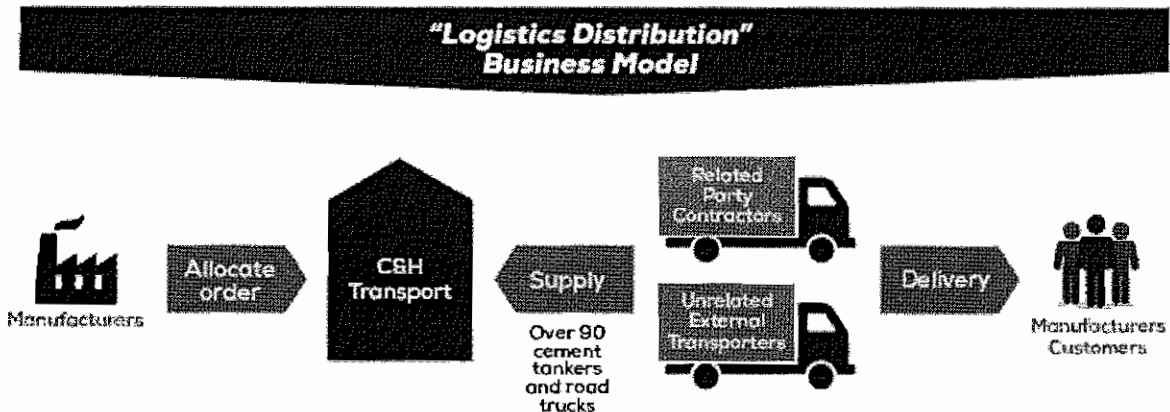 "Logistics Distribution"
Business Model
Manufacturers
Allocate
order
C&H
Transport
Supply
Over 90
cement
tankers
and road
trucks
Related
Party
Contractors
Unrelated
External
Transporters
Delivery
Manufacturers
Customers